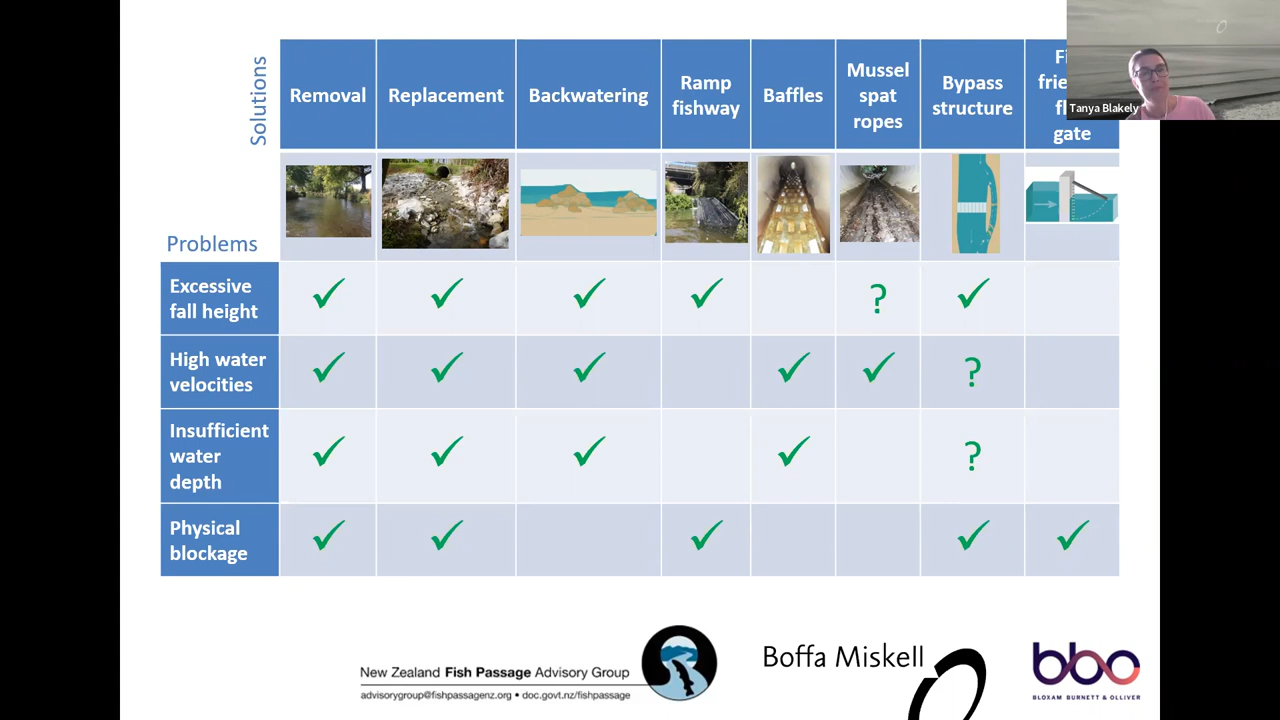 Solutions
Removal
Replacement
Backwatering
Ramp
fishway
Baffles
Mussel
spat
ropes
Bypass
structure
gate
Tanya Blakely
Problems
Excessive
fall height
?
High water
velocities
?
Insufficient
water
depth
?
Physical
blockage
New Zealand Fish Passage Advisory Group
advisorygroup@fishpassagenz.org • doc.govt.nz/fishpassage
Boffa Miskell
bbo
BLOXAM BURNETT & OLLIVER